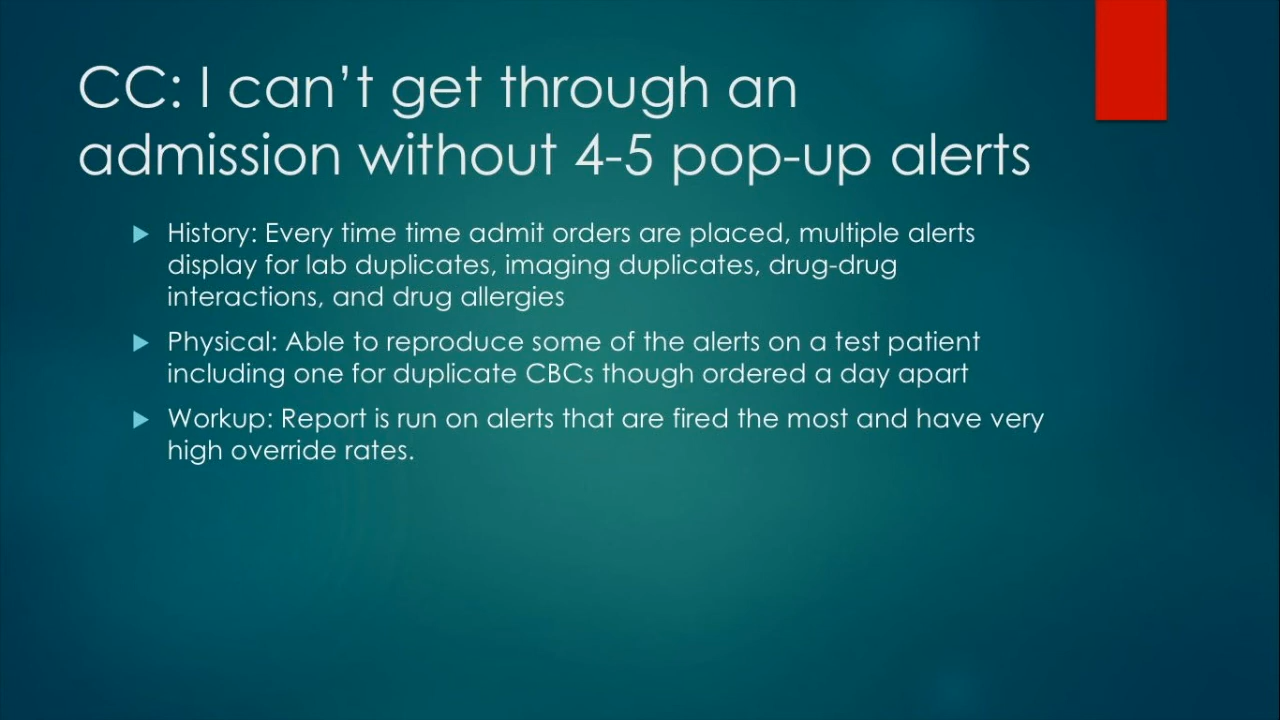 CC: I can’t get through an
admission without 4-5 pop-up alerts
History: Every time time admit orders are placed, multiple alerts
display for lab duplicates, imaging duplicates, drug-drug
interactions, and drug allergies
Physical: Able to reproduce some of the alerts on a test patient
including one for duplicate CBCs though ordered a day apart
Workup: Report is run on alerts that are fired the most and have very
high override rates.